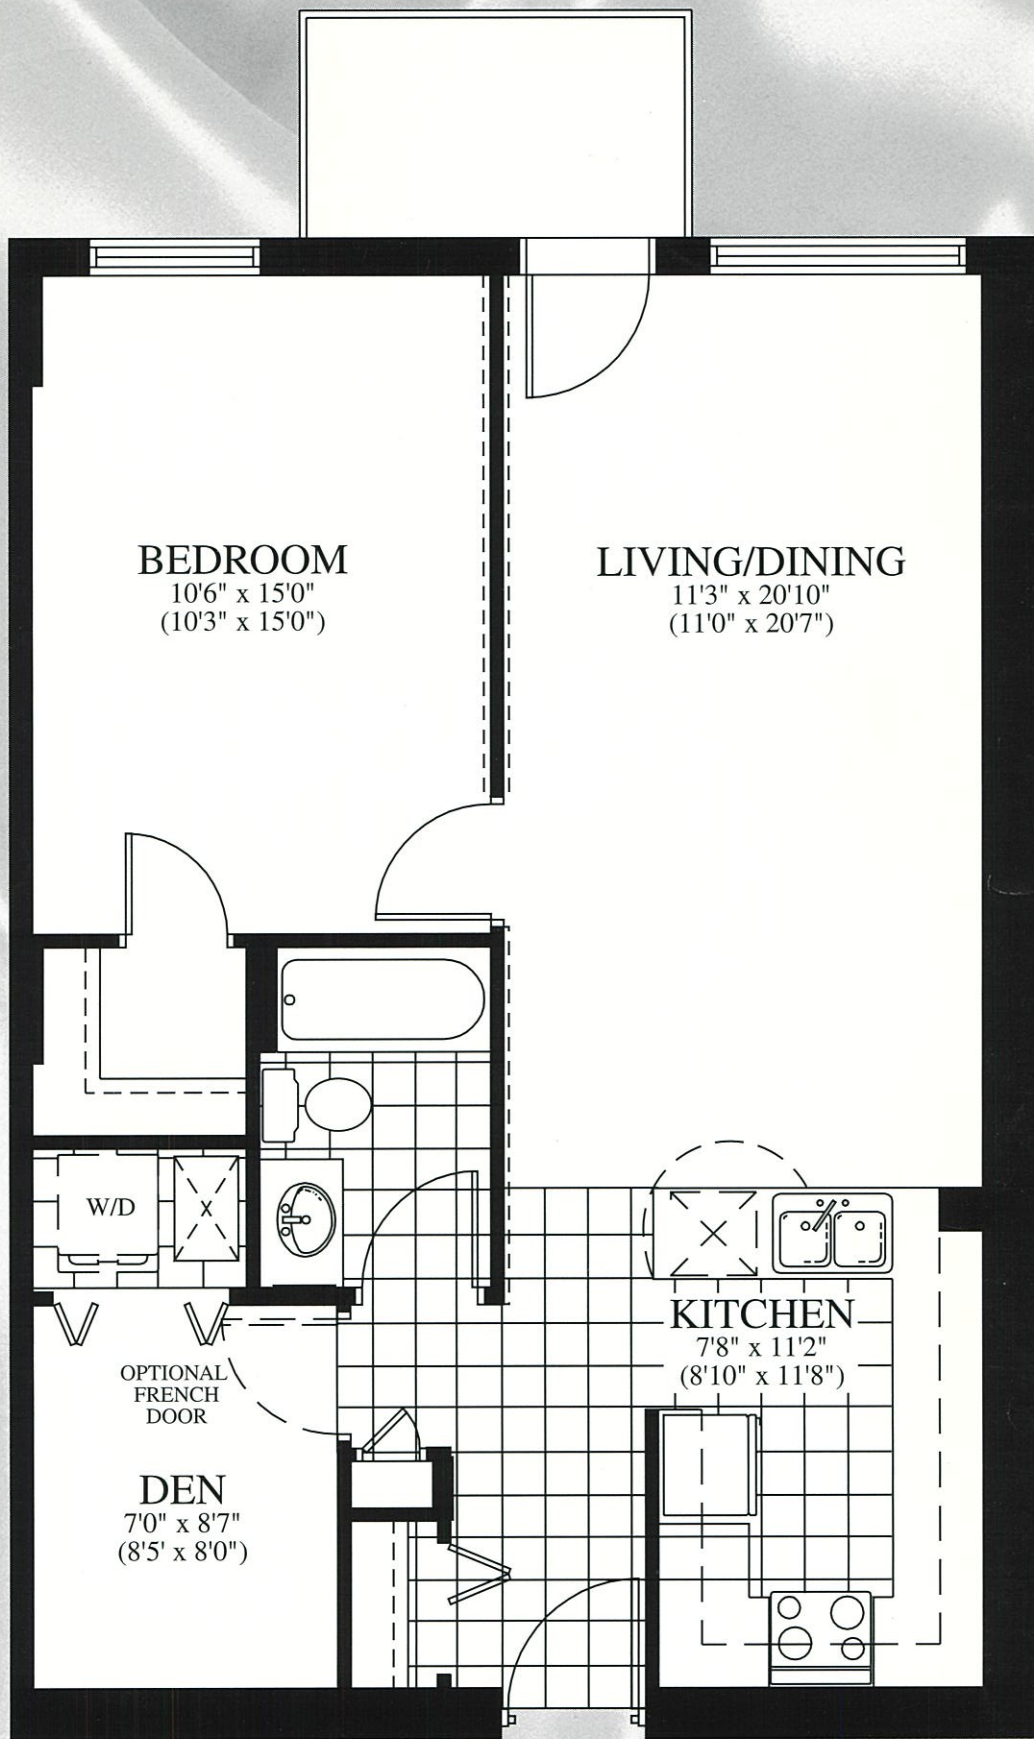 BEDROOM
10'6" x 15'0"
(10'3" x 15'0")
LIVING/DINING
11'3" x 20'10"
(11'0" x 20'7")
W/D
KITCHEN
7'8" x 11'2"
(8'10" x 11'8")
OPTIONAL
FRENCH
DOOR
DEN
7'0" x 8'7"
(8'5' x 8'0")